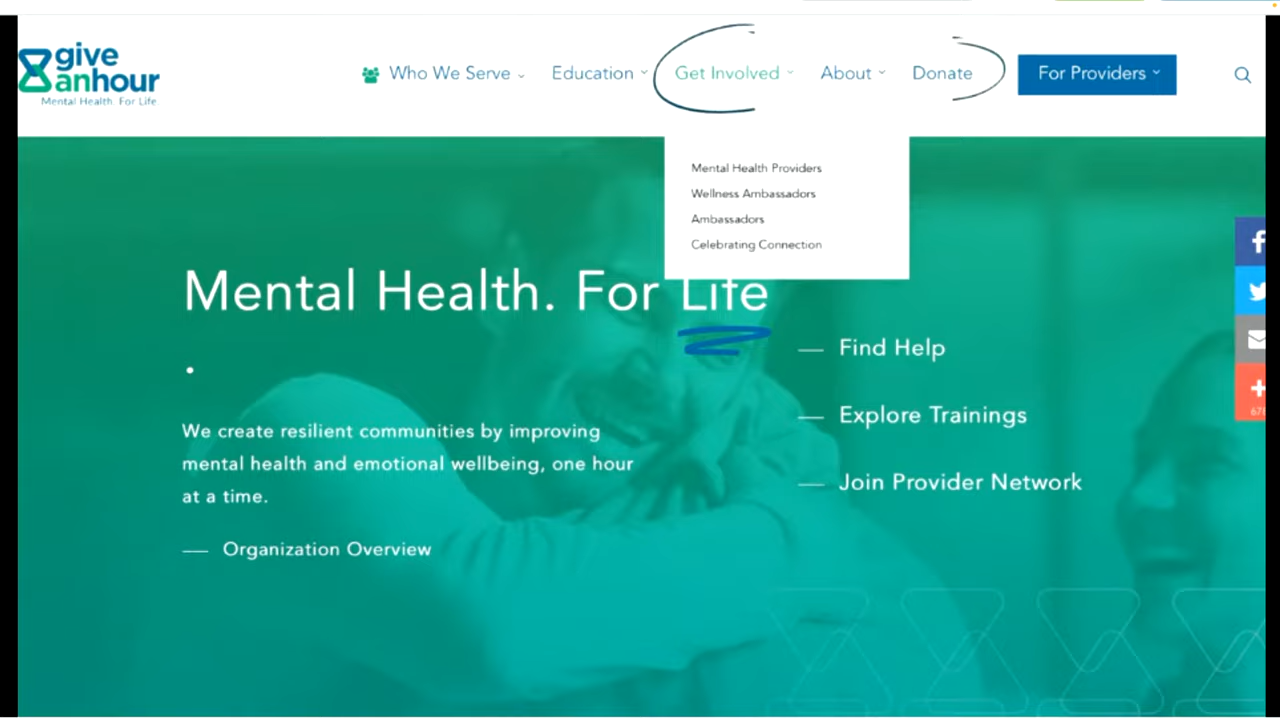 give
anhour
Mental Health. For Life
Who We Serve
Education
Get Involved
About
Donate
For Providers
Mental Health Providers
Wellness Ambassadors
Ambassadors
Celebrating Connection
Mental Health. For Life
.
We create resilient communities by improving
mental health and emotional wellbeing, one hour
at a time.
Organization Overview
Find Help
Explore Trainings
Join Provider Network